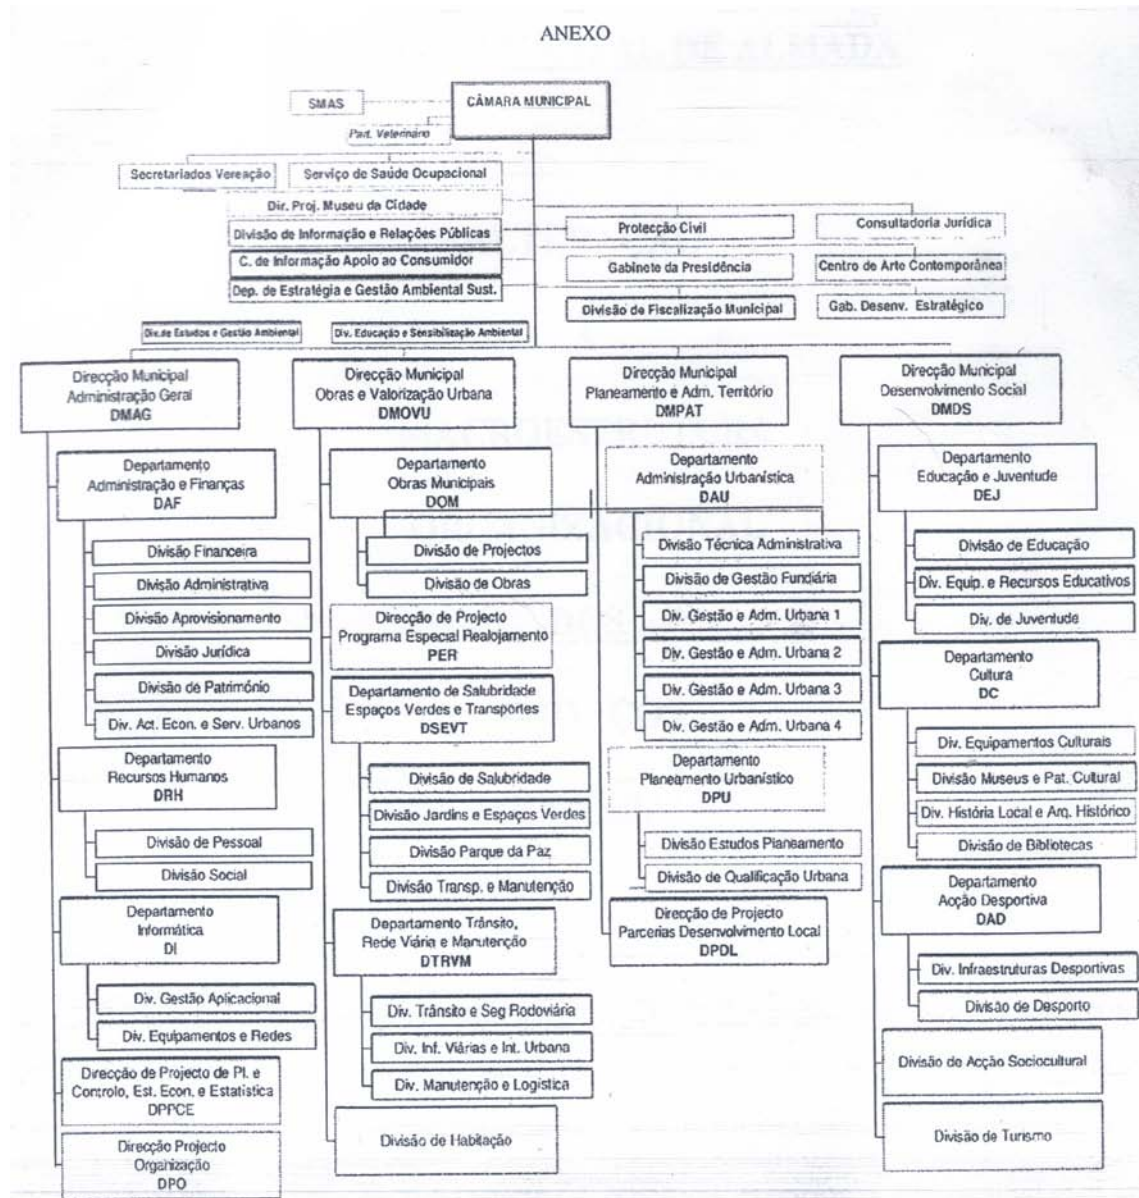 ANEXO
DE ALMADA
CÂMARA MUNICIPAL
SMAS
Part. Veterinário
Secretariados Vereação
Serviço de Saúde Ocupacional
Dir. Proj. Museu da Cidade
Divisão de Informação e Relações Públicas
Protecção Civil
Consultadoria Jurídica
C. de Informação Apoio ao Consumidor
Gabinete da Presidência
Centro de Arte Contemporânea
Dep. de Estratégia e Gestão Ambiental Sust.
Divisão de Fiscalização Municipal
Gab. Desenv. Estratégico
Div. de Estudos e Gestão Ambiental
Div. Educação e Sensibilização Ambiental
Direcção Municipal
Administração Geral
DMAG
Departamento
Administração e Finanças
DAF
Divisão Financeira
Divisão Administrativa
Divisão Aprovisionamento
Divisão Jurídica
Divisão de Património
Div. Act. Econ. e Serv. Urbanos
Departamento
Recursos Humanos
DRH
Divisão de Pessoal
Divisão Social
Departamento
Informática
DI
Div. Gestão Aplicacional
Div. Equipamentos e Redes
Direcção de Projecto de Pl. e
Controlo, Est. Econ. e Estatística
DPPCE
Direcção Projecto
Organização
DPO
Direcção Municipal
Obras e Valorização Urbana
DMOVU
Departamento
Obras Municipais
DOM
Divisão de Projectos
Divisão de Obras
Direcção de Projecto
Programa Especial Realojamento
PER
Departamento de Salubridade
Espaços Verdes e Transportes
DSEVT
Divisão de Salubridade
Divisão Jardins e Espaços Verdes
Divisão Parque da Paz
Divisão Transp. e Manutenção
Departamento Trânsito,
Rede Viária e Manutenção
DTRVM
Div. Trânsito e Seg Rodoviária
Div. Inf. Viárias e Int. Urbana
Div. Manutenção e Logística
Divisão de Habitação
Direcção Municipal
Planeamento e Adm. Território
DMPAT
Departamento
Administração Urbanística
DAU
Divisão Técnica Administrativa
Divisão de Gestão Fundiária
Div. Gestão e Adm. Urbana 1
Div. Gestão e Adm. Urbana 2
Div. Gestão e Adm. Urbana 3
Div. Gestão e Adm. Urbana 4
Departamento
Planeamento Urbanístico
DPU
Divisão Estudos Planeamento
Divisão de Qualificação Urbana
Direcção de Projecto
Parcerias Desenvolvimento Local
DPDL
Direcção Municipal
Desenvolvimento Social
DMDS
Departamento
Educação e Juventude
DEJ
Divisão de Educação
Div. Equip. e Recursos Educativos
Div. de Juventude
Departamento
Cultura
DC
Div. Equipamentos Culturais
Divisão Museus e Pat. Cultural
Div. História Local e Arq. Histórico
Divisão de Bibliotecas
Departamento
Acção Desportiva
DAD
Div. Infraestruturas Desportivas
Divisão de Desporto
Divisão de Acção Sociocultural
Divisão de Turismo